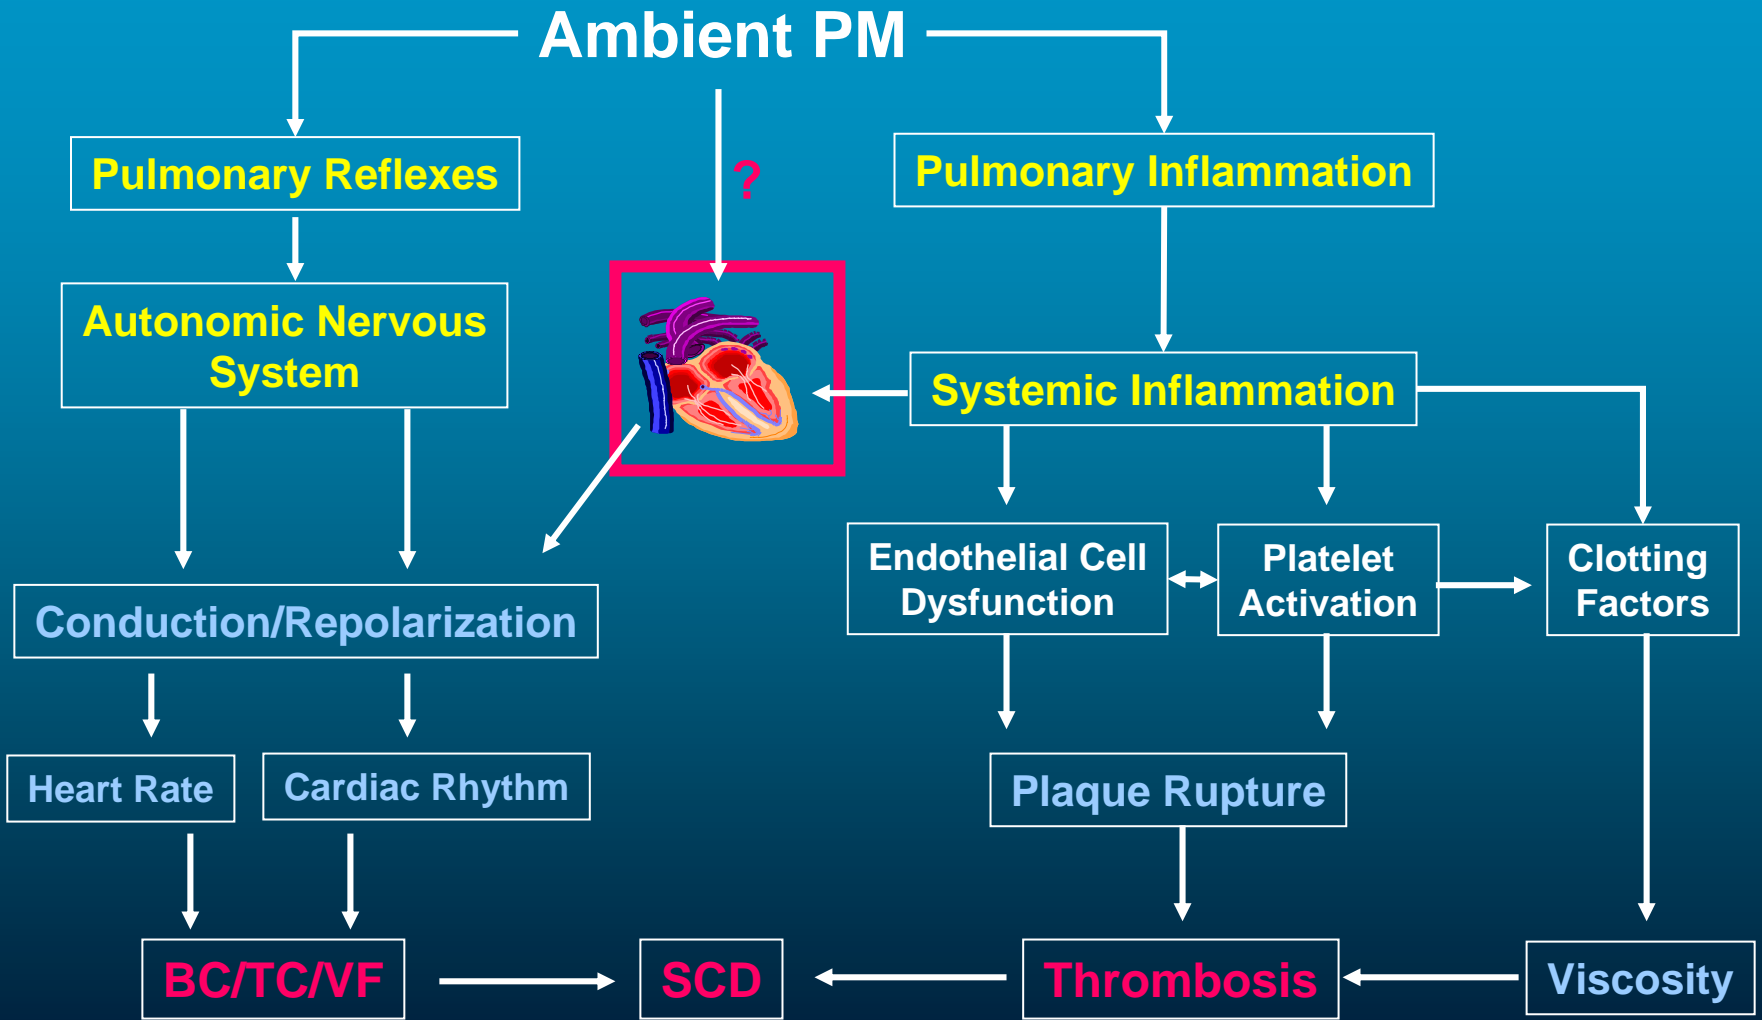 Ambient PM
Pulmonary Reflexes
?
Pulmonary Inflammation
Autonomic Nervous
System
Systemic Inflammation
Endothelial Cell
Dysfunction
Platelet
Activation
Clotting
Factors
Conduction/Repolarization
Heart Rate
Cardiac Rhythm
Plaque Rupture
BC/TC/VF
SCD
Thrombosis
Viscosity